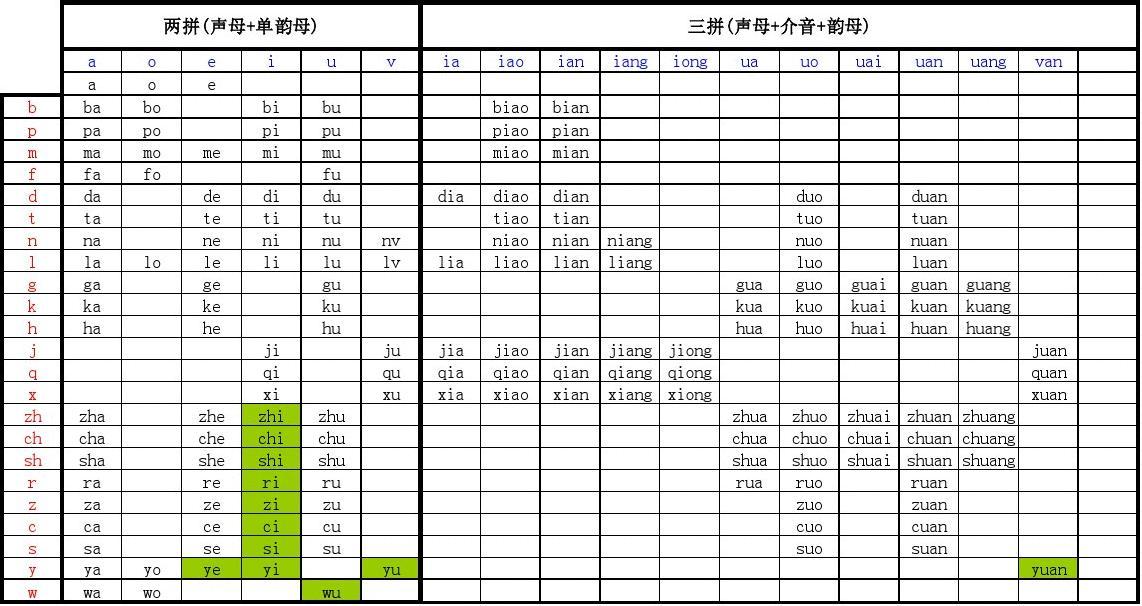 两拼(声母+单韵母) 三拼(声母+介音+韵母)
a o e i u v ia iao ian iang iong ua uo uai uan uang van
a o e
b ba bo bi bu biao bian
p pa po pi pu piao pian
m ma mo me mi mu miao mian
f fa fo fu
d da de di du dia diao dian duo duan
t ta te ti tu tiao tian tuo tuan
n na ne ni nu nv niao nian niang nuo nuan
l la lo le li lu lv lia liao lian liang luo luan
g ga ge gu gua guo guai guan guang
k ka ke ku kua kuo kuai kuan kuang
h ha he hu hua huo huai huan huang
j ji ju jia jiao jian jiang jiong juan
q qi qu qia qiao qian qiang qiong quan
x xi xu xia xiao xian xiang xiong xuan
zh zha zhe zhi zhu zhua zhuo zhuai zhuan zhuang
ch cha che chi chu chua chuo chuai chuan chuang
sh sha she shi shu shua shuo shuai shuan shuang
r ra re ri ru rua ruo ruan
z za ze zi zu zuo zuan
c ca ce ci cu cuo cuan
s sa se si su suo suan
y ya yo ye yi yu yuan
w wa wo wu